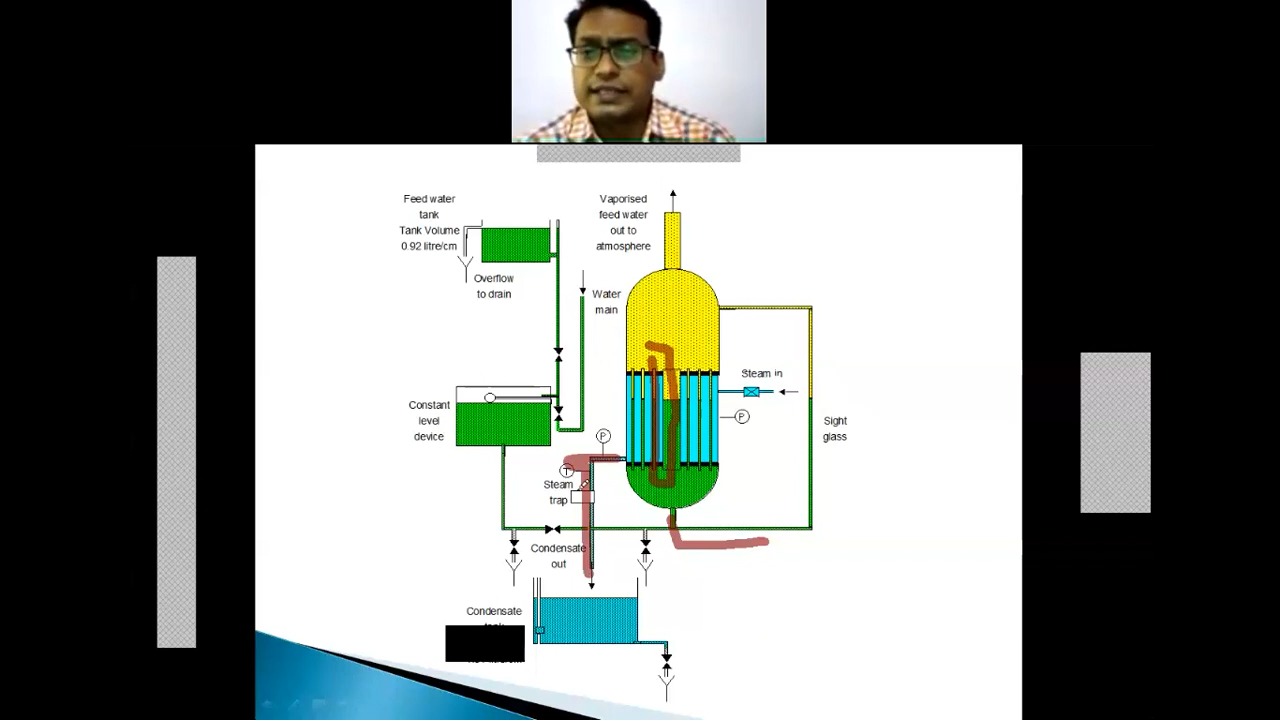 Feed water
tank
Tank Volume
0.92 litre/cm
Vaporised
feed water
out to
atmosphere
Overflow
to drain
Water
main
Steam in
P
Constant
level
device
Sight
glass
P
T
Steam
trap
Condensate
out
Condensate